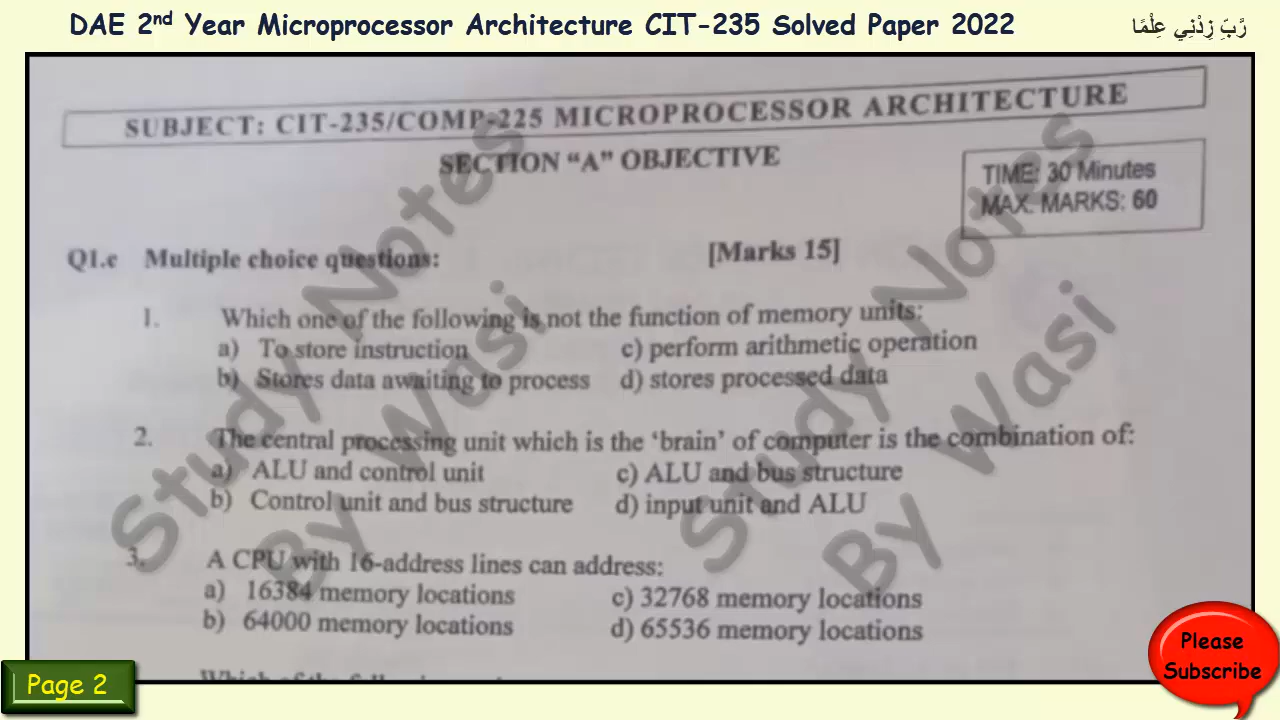 DAE 2nd Year Microprocessor Architecture CIT-235 Solved Paper 2022
رَّبِّ زِدْنِي عِلْمًا
SUBJECT: CIT-235/COMP-225 MICROPROCESSOR ARCHITECTURE
SECTION “A” OBJECTIVE
TIME: 30 Minutes
MAX. MARKS: 60
Q1.e Multiple choice questions: [Marks 15]
1. Which one of the following is not the function of memory units:
a) To store instruction c) perform arithmetic operation
b) Stores data awaiting to process d) stores processed data
2. The central processing unit which is the ‘brain’ of computer is the combination of:
a) ALU and control unit c) ALU and bus structure
b) Control unit and bus structure d) input unit and ALU
3. A CPU with 16-address lines can address:
a) 16384 memory locations c) 32768 memory locations
b) 64000 memory locations d) 65536 memory locations
Study Notes
By Wasi
Study Notes
By Wasi
Page 2
Please
Subscribe